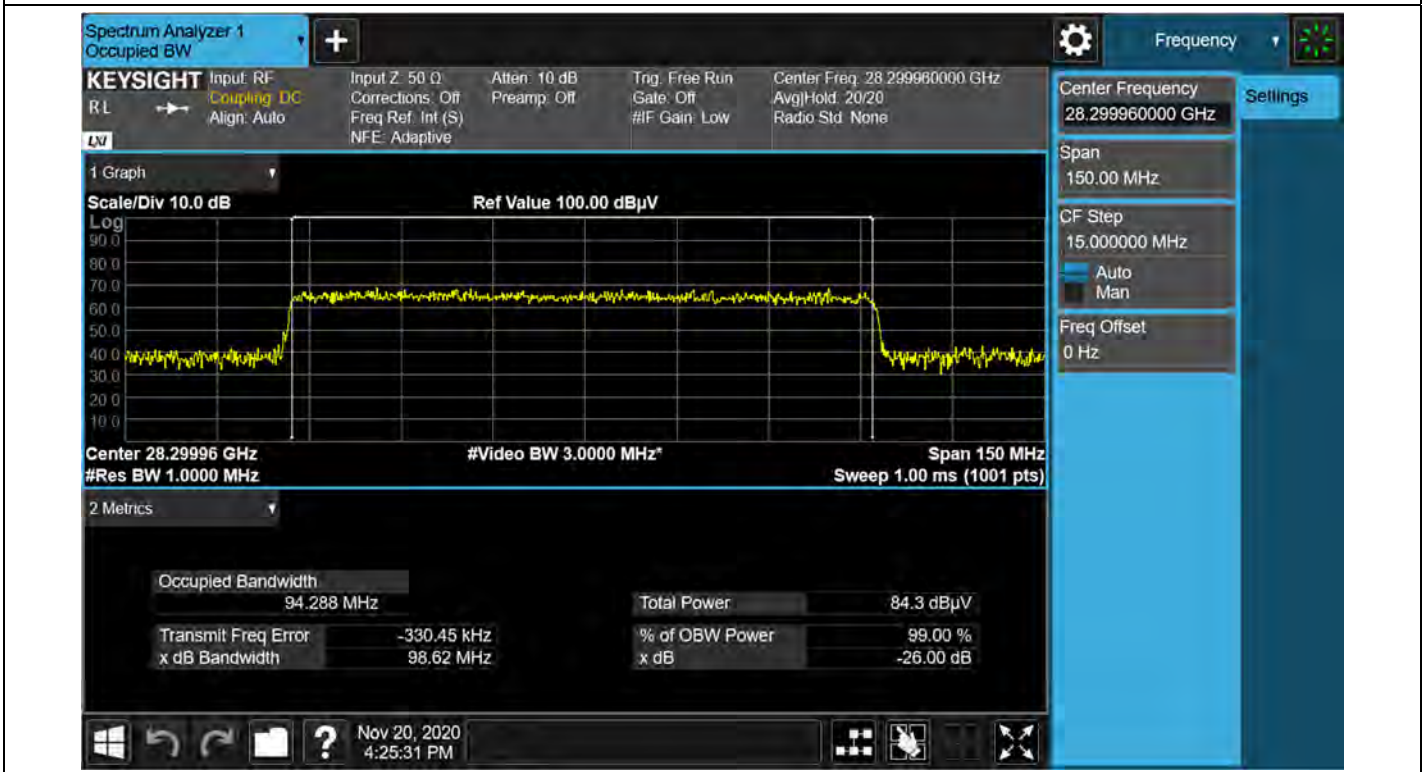 Spectrum Analyzer 1
Occupied BW
+
Frequency
KEYSIGHT
RL
LXI
Input: RF
Coupling: DC
Align: Auto
Input Z: 50 Ω
Corrections: Off
Freq Ref: Int (S)
NFE: Adaptive
Atten: 10 dB
Preamp: Off
Trig: Free Run
Gate: Off
#IF Gain: Low
Center Freq: 28.299960000 GHz
Avg|Hold: 20/20
Radio Std: None
Center Frequency
28.299960000 GHz
Settings
Span
150.00 MHz
CF Step
15.000000 MHz
Auto
Man
Freq Offset
0 Hz
1 Graph
Scale/Div 10.0 dB
Ref Value 100.00 dBµV
Log
90.0
80.0
70.0
60.0
50.0
40.0
30.0
20.0
10.0
Center 28.29996 GHz
#Video BW 3.0000 MHz*
Span 150 MHz
#Res BW 1.0000 MHz
Sweep 1.00 ms (1001 pts)
2 Metrics
Occupied Bandwidth
94.288 MHz
Total Power 84.3 dBµV
Transmit Freq Error -330.45 kHz
% of OBW Power 99.00 %
x dB Bandwidth 98.62 MHz
x dB -26.00 dB
?
Nov 20, 2020
4:25:31 PM